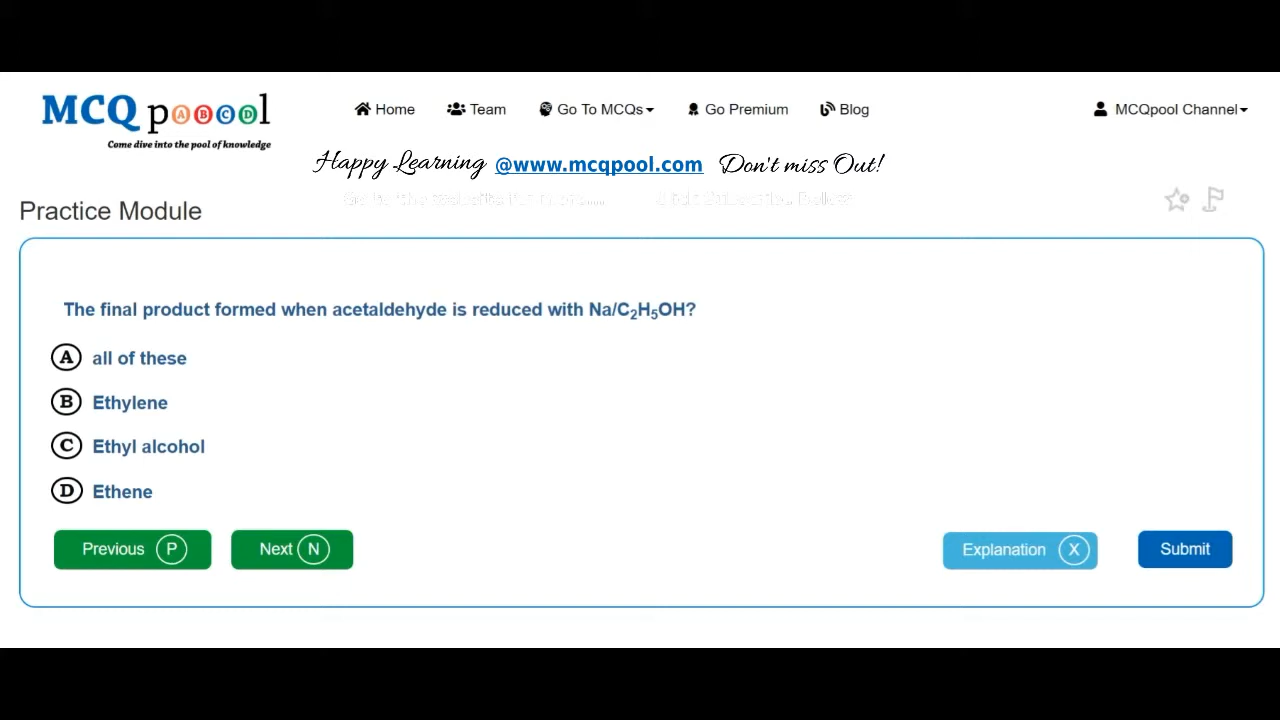 MCQ pooool
Come dive into the pool of knowledge
Home Team Go To MCQs Go Premium Blog MCQpool Channel
Happy Learning @www.mcqpool.com Don't miss Out!
Practice Module
The final product formed when acetaldehyde is reduced with Na/C₂H₅OH?
A all of these
B Ethylene
C Ethyl alcohol
D Ethene
Previous P Next N Explanation X Submit